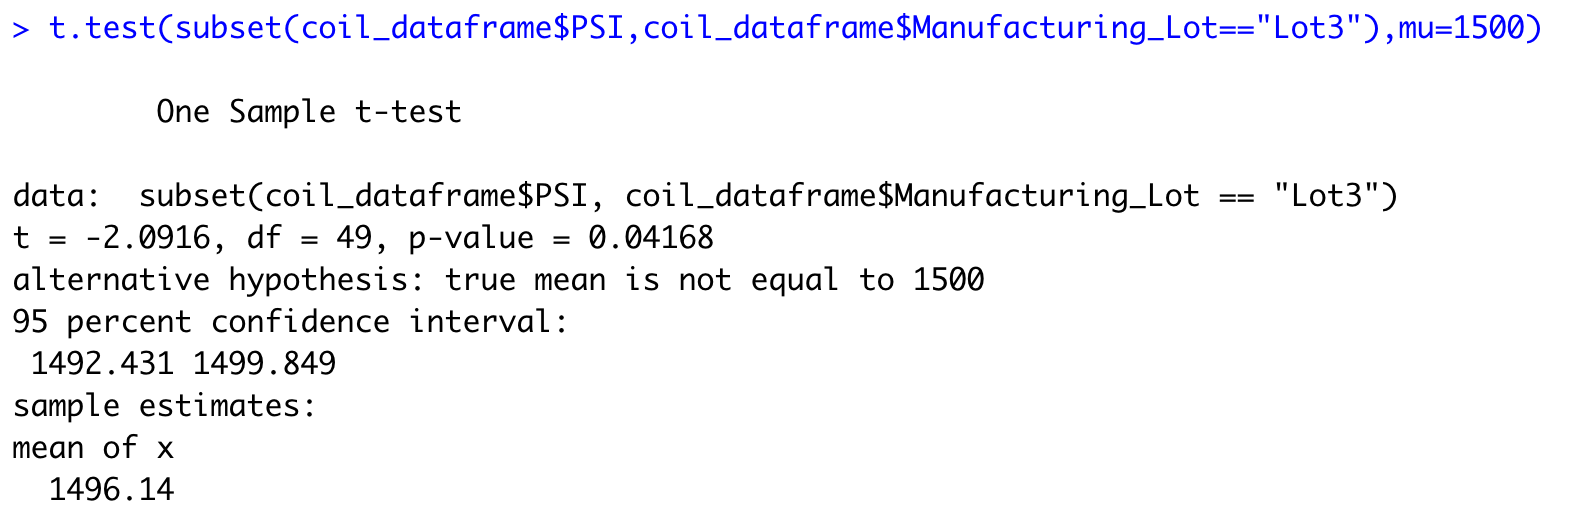 > t.test(subset(coil_dataframe$PSI,coil_dataframe$Manufacturing_Lot=="Lot3"),mu=1500)
One Sample t-test
data:  subset(coil_dataframe$PSI, coil_dataframe$Manufacturing_Lot == "Lot3")
t = -2.0916, df = 49, p-value = 0.04168
alternative hypothesis: true mean is not equal to 1500
95 percent confidence interval:
1492.431 1499.849
sample estimates:
mean of x
1496.14